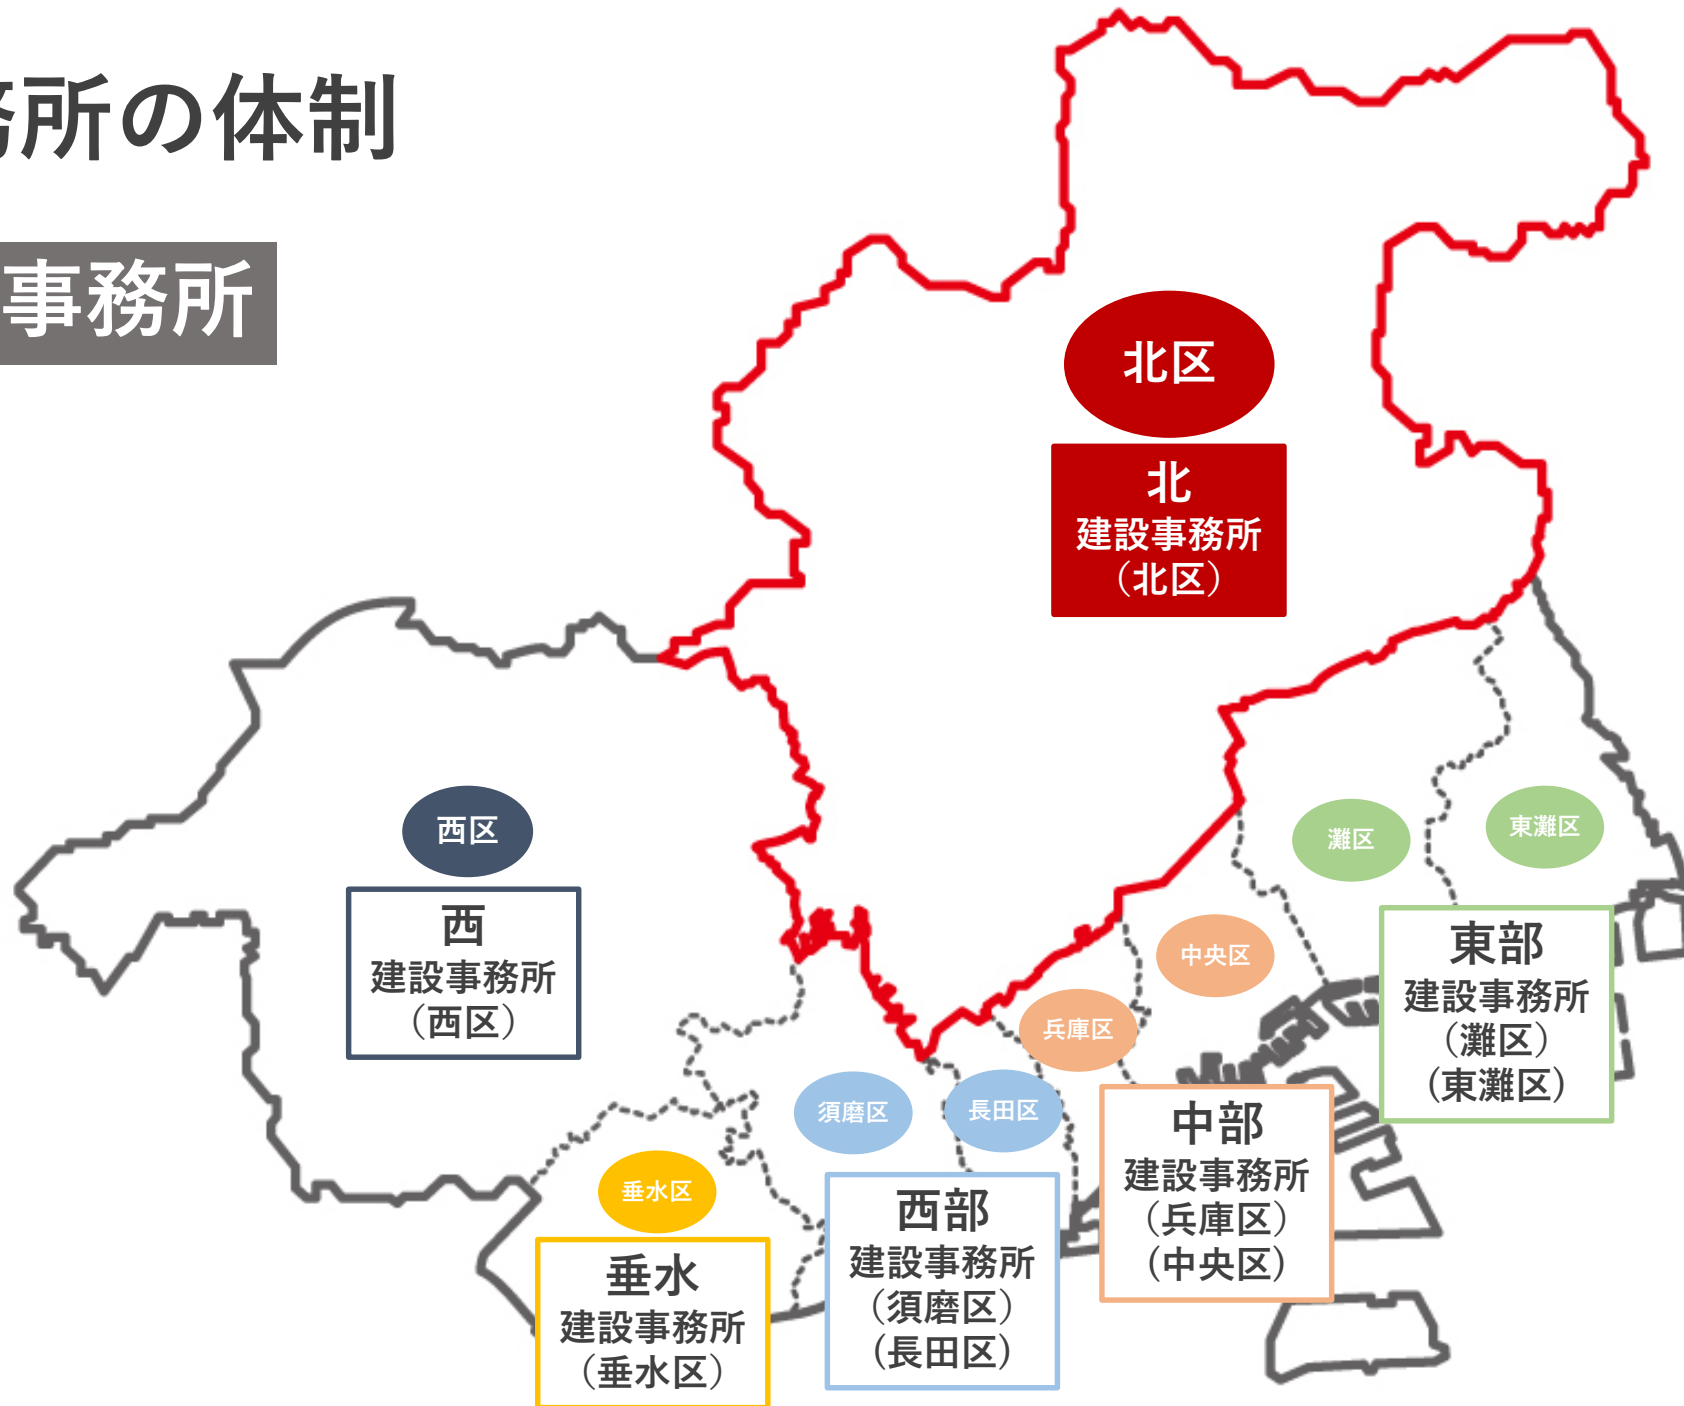 務所の体制
事務所
北区
北
建設事務所
（北区）
西区
西
建設事務所
（西区）
灘区
東灘区
東部
建設事務所
（灘区）
(東灘区)
中央区
兵庫区
中部
建設事務所
（兵庫区）
(中央区)
須磨区
長田区
西部
建設事務所
（須磨区）
(長田区)
垂水区
垂水
建設事務所
（垂水区）